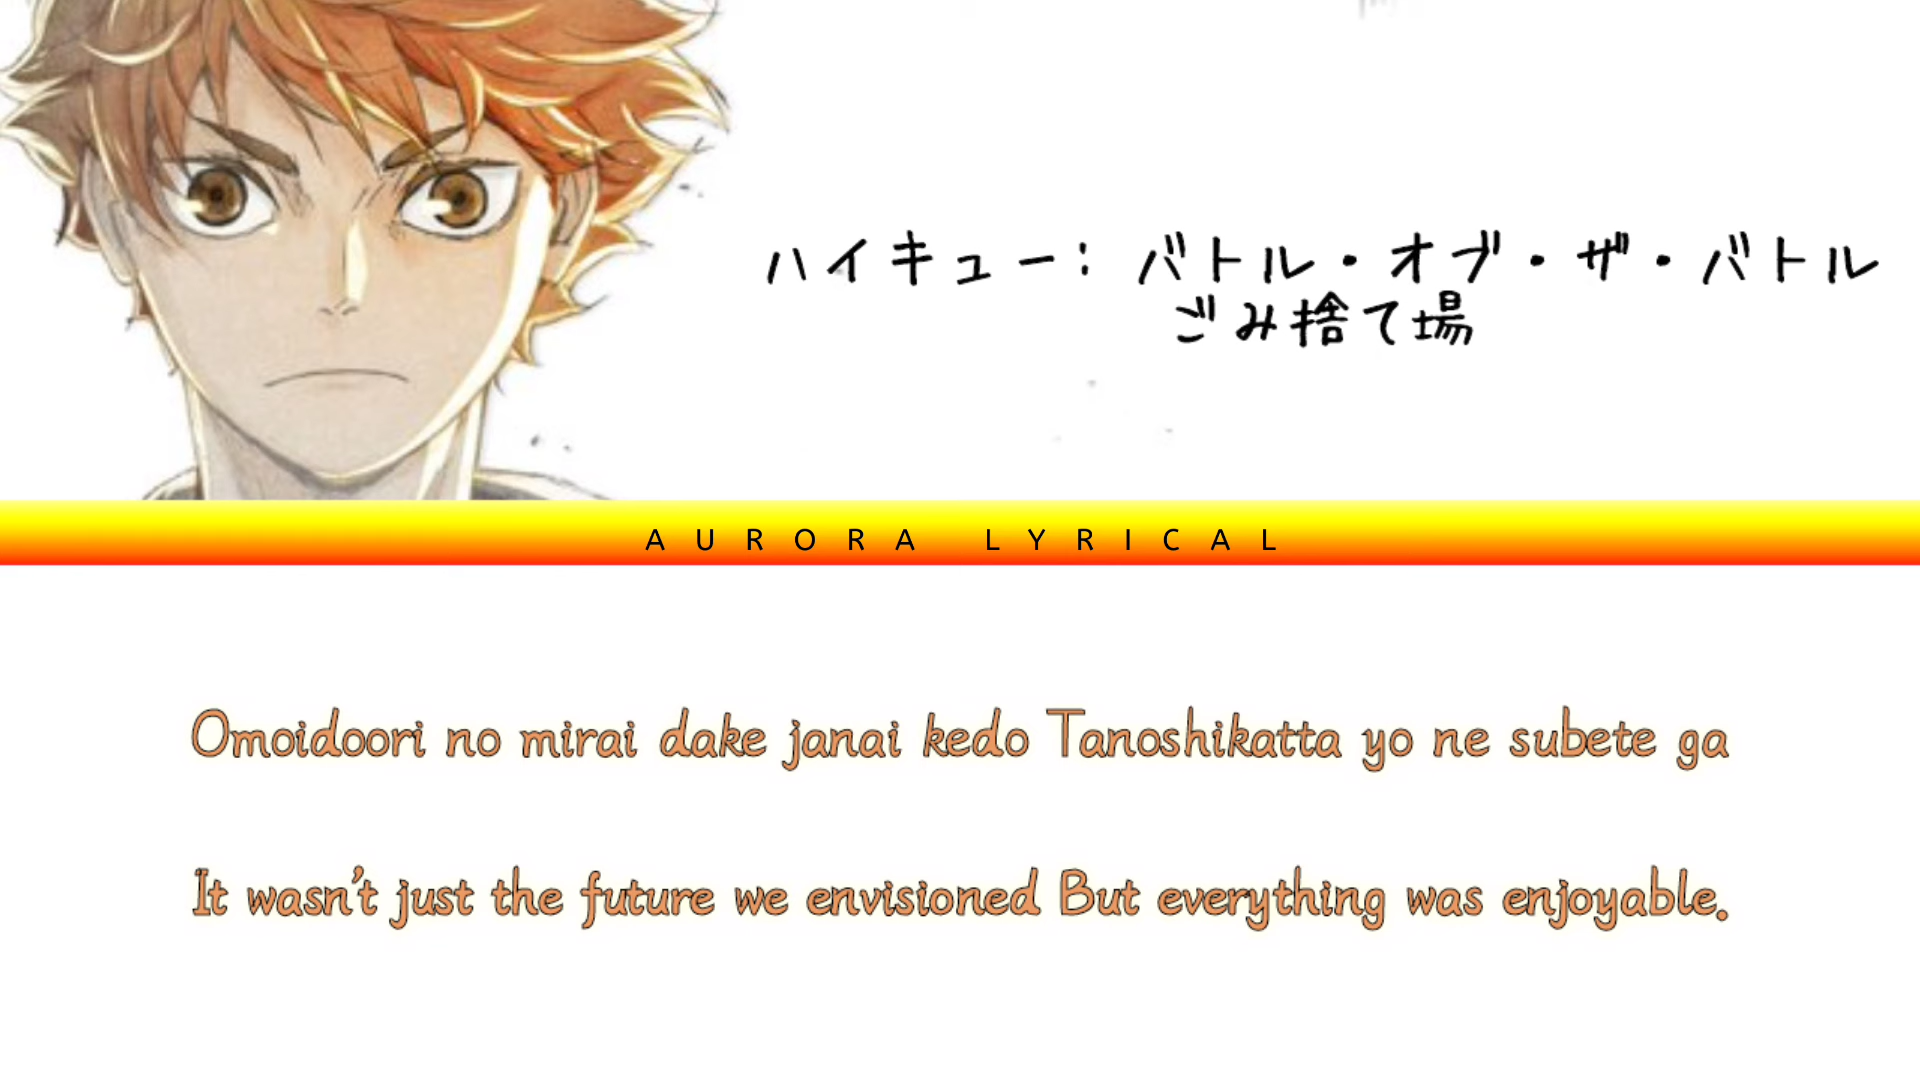 ハイキュー: バトル・オブ・ザ・バトル
ごみ捨て場
AURORA LYRICAL
Omoidoori no mirai dake janai kedo Tanoshikatta yo ne subete ga
It wasn't just the future we envisioned But everything was enjoyable.